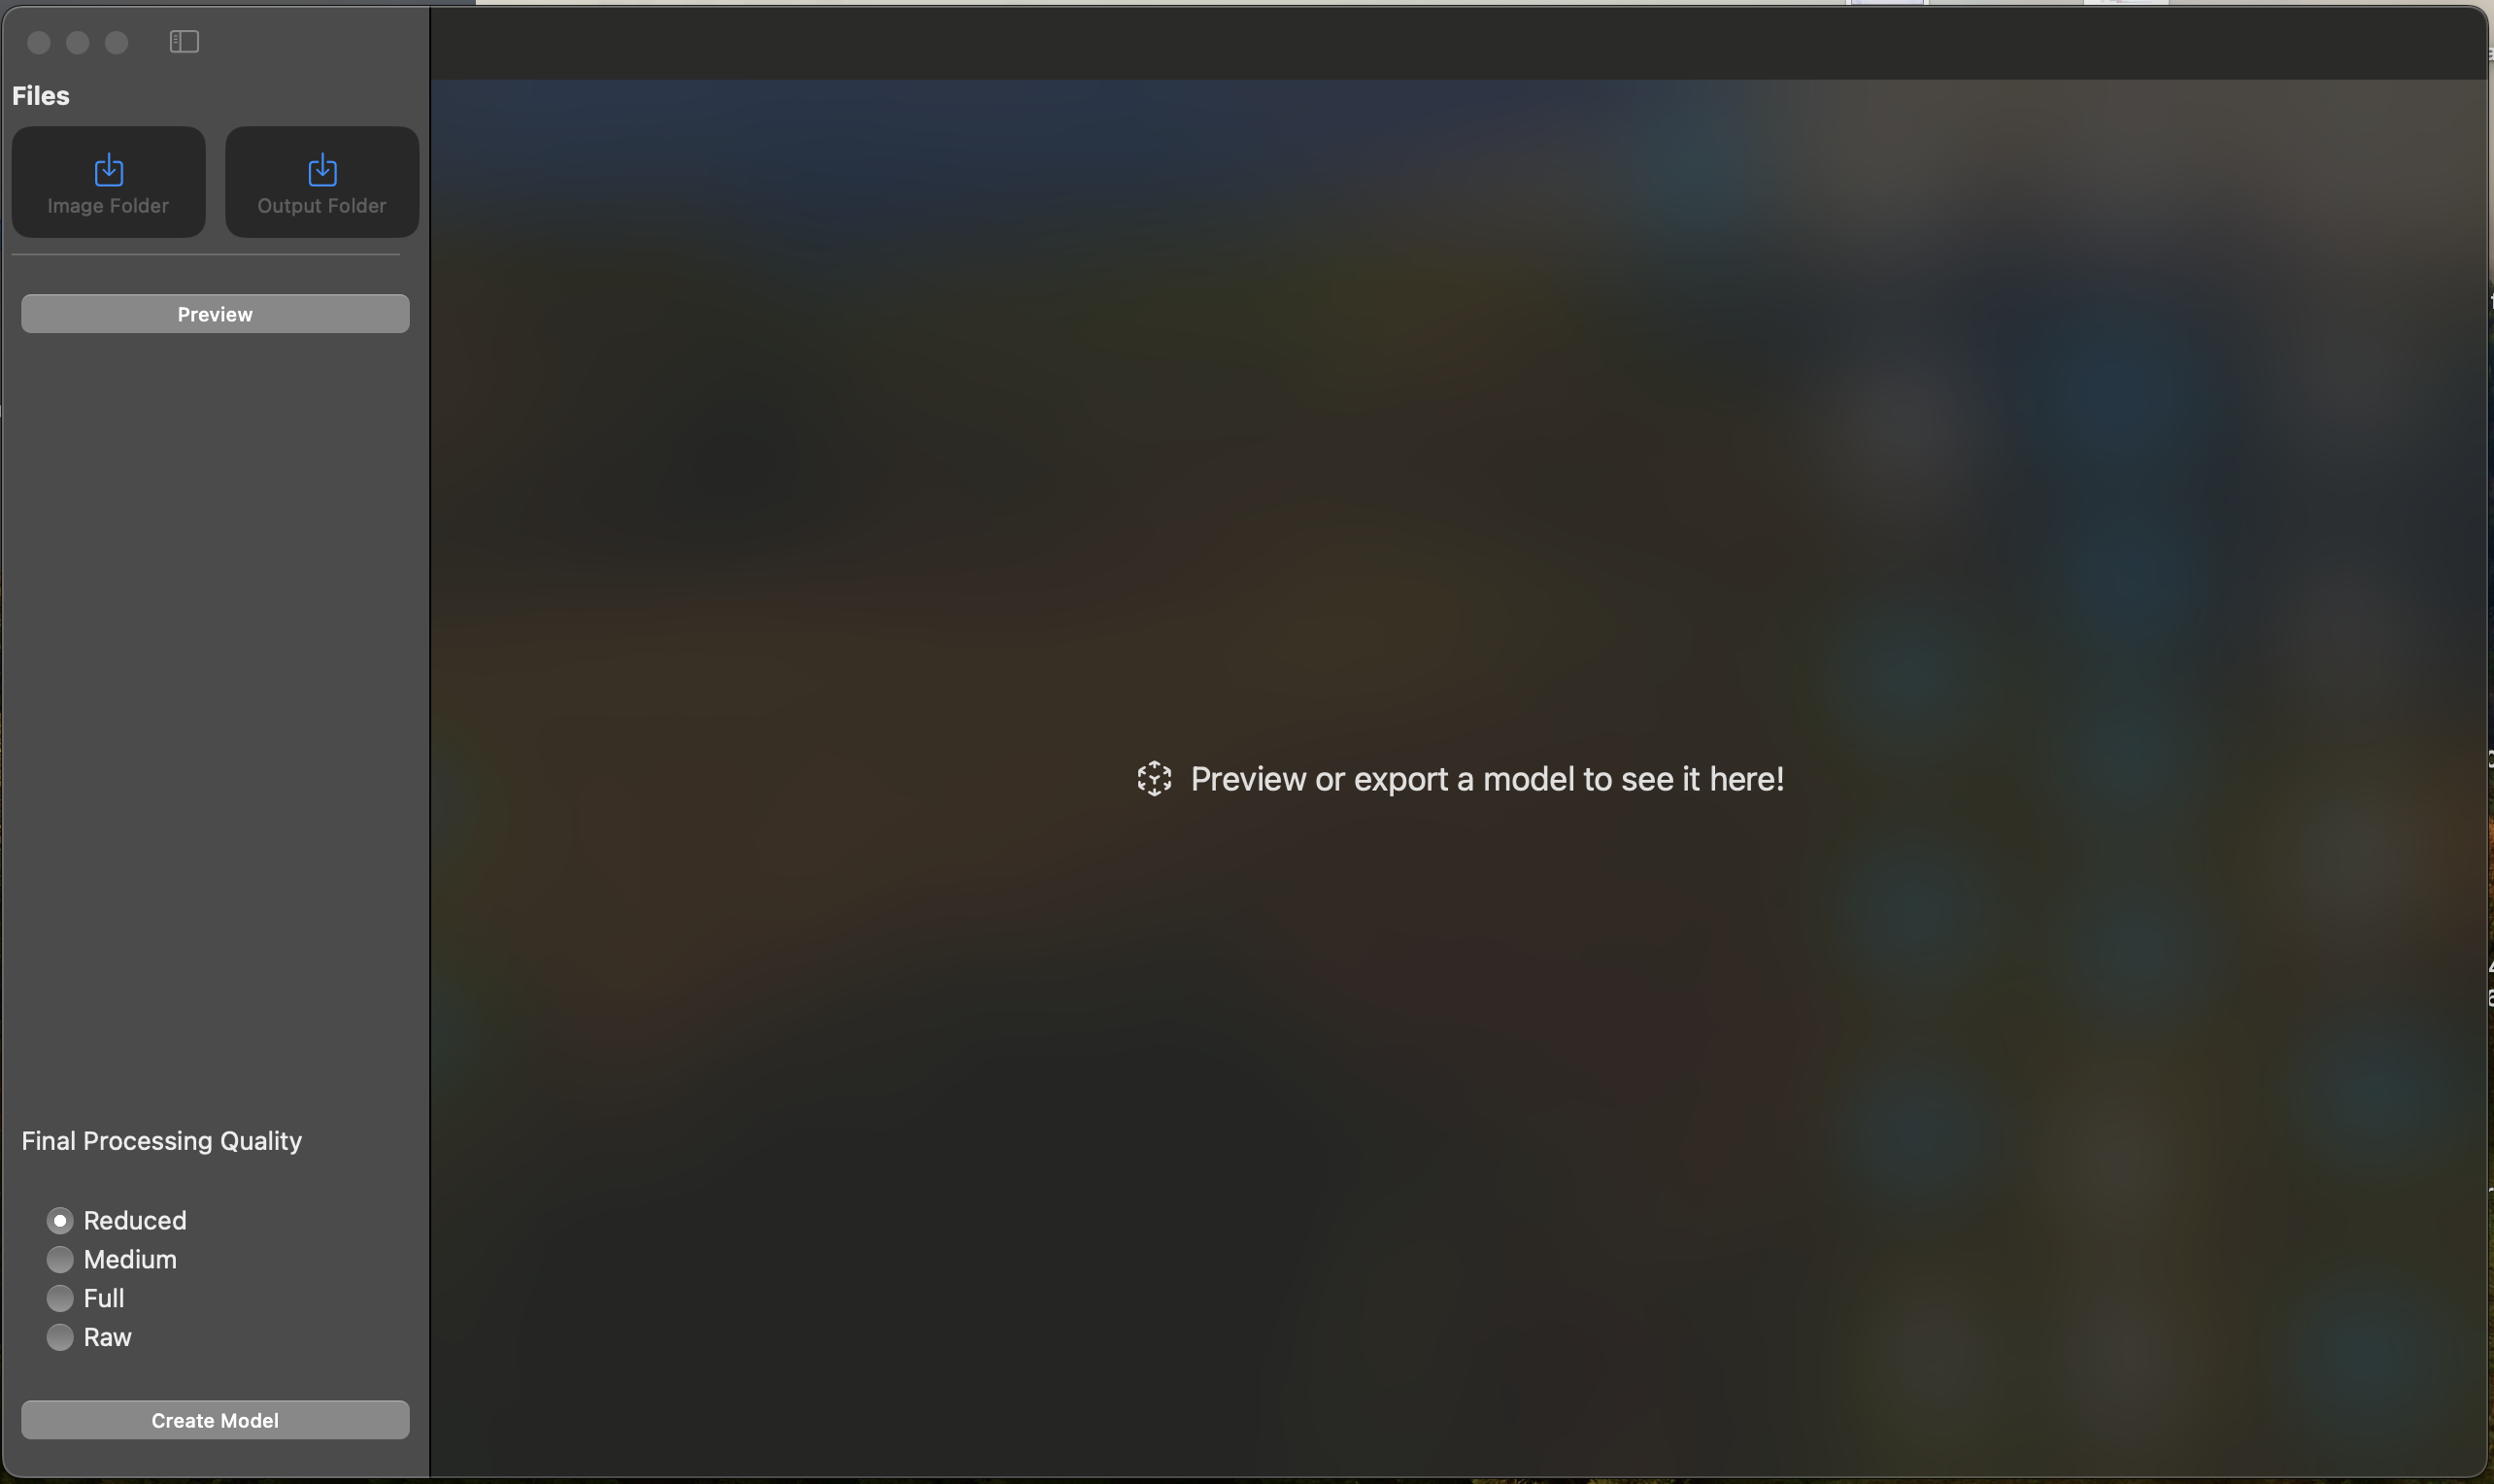 Files
Image Folder
Output Folder
Preview
Preview or export a model to see it here!
Final Processing Quality
Reduced
Medium
Full
Raw
Create Model